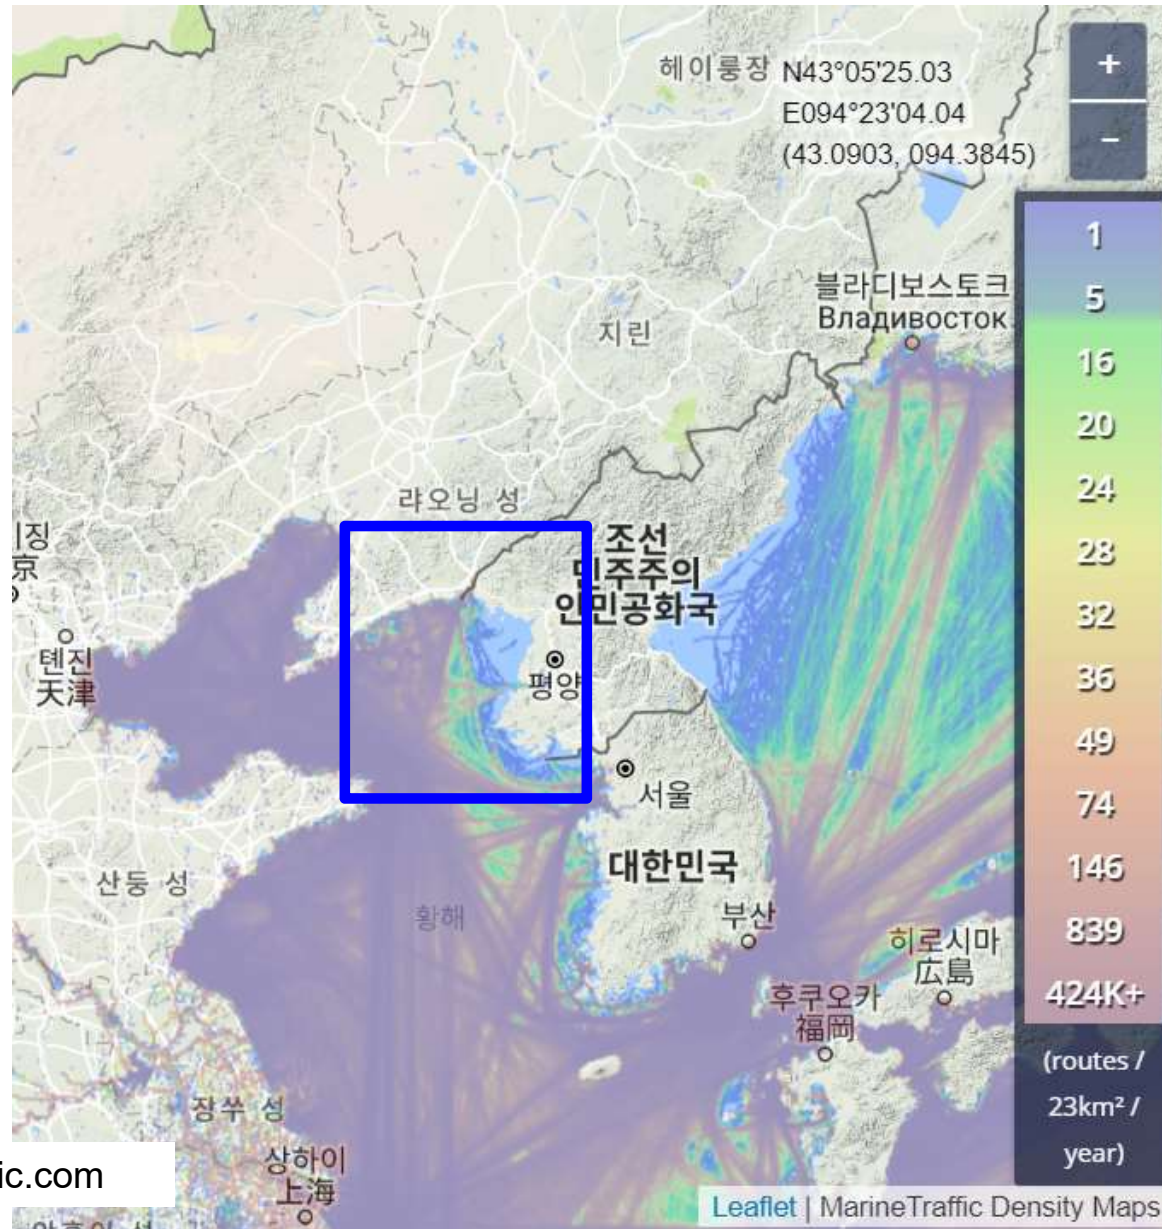 헤이룽장
N43°05'25.03
E094°23'04.04
(43.0903, 094.3845)
+
−
1
5
16
20
24
28
32
36
49
74
146
839
424K+
(routes /
23km² /
year)
블라디보스토크
Владивосток
지린
랴오닝 성
조선
민주주의
인민공화국
이징
京
톈진
天津
평양
서울
대한민국
산둥 성
황해
부산
히로시마
広島
후쿠오카
福岡
장쑤 성
상하이
上海
ic.com
Leaflet | MarineTraffic Density Maps